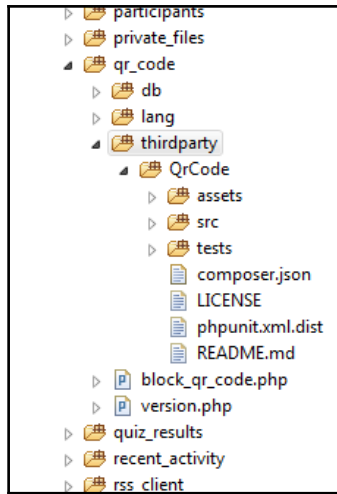 participants
private_files
qr_code
db
lang
thirdparty
QrCode
assets
src
tests
composer.json
LICENSE
phpunit.xml.dist
README.md
block_qr_code.php
version.php
quiz_results
recent_activity
rss_client